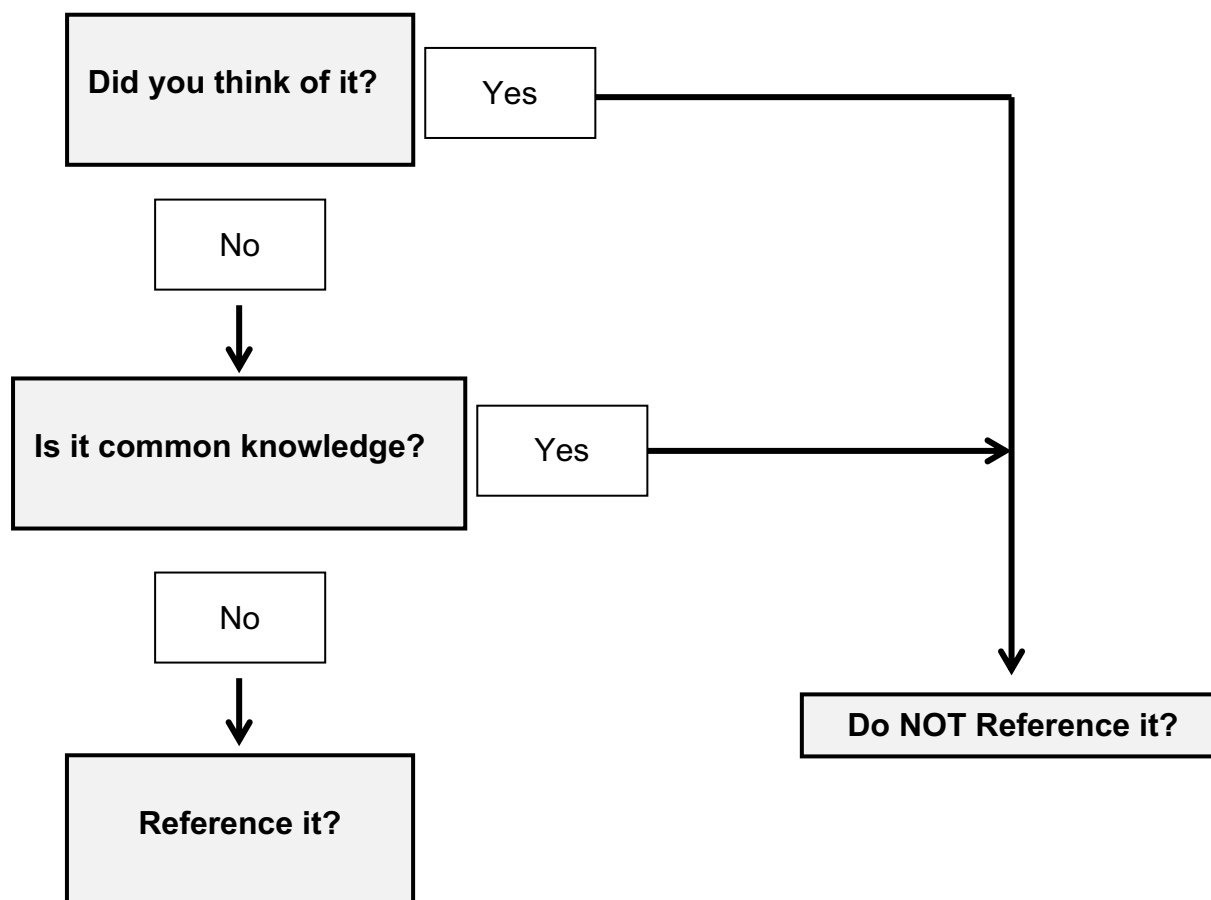 Did you think of it?
Yes
No
Is it common knowledge?
Yes
No
Do NOT Reference it?
Reference it?